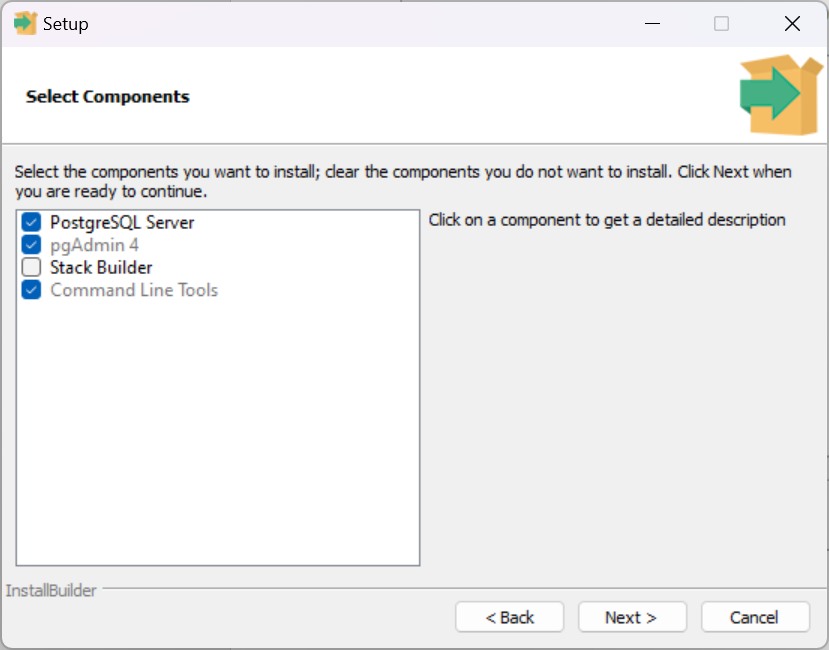 Setup
Select Components
Select the components you want to install; clear the components you do not want to install. Click Next when
you are ready to continue.
PostgreSQL Server
pgAdmin 4
Stack Builder
Command Line Tools
Click on a component to get a detailed description
InstallBuilder
< Back
Next >
Cancel